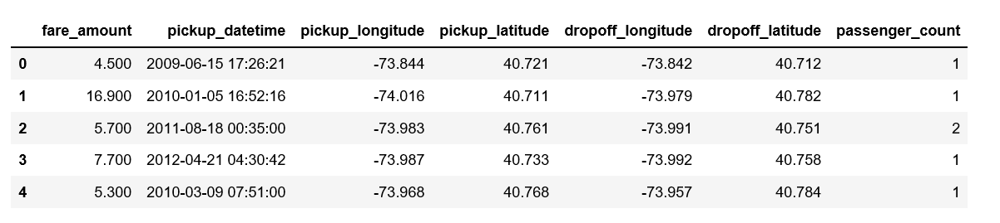 fare_amount pickup_datetime pickup_longitude pickup_latitude dropoff_longitude dropoff_latitude passenger_count
0 4.500 2009-06-15 17:26:21 -73.844 40.721 -73.842 40.712 1
1 16.900 2010-01-05 16:52:16 -74.016 40.711 -73.979 40.782 1
2 5.700 2011-08-18 00:35:00 -73.983 40.761 -73.991 40.751 2
3 7.700 2012-04-21 04:30:42 -73.987 40.733 -73.992 40.758 1
4 5.300 2010-03-09 07:51:00 -73.968 40.768 -73.957 40.784 1